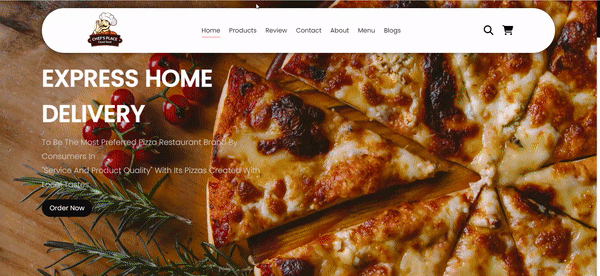 CHEF'S PLACE
Home Products Review Contact About Menu Blogs
EXPRESS HOME
DELIVERY
To Be The Most Preferred Pizza Restaurant Brand By
Consumers In
"Service And Product Quality" With Its Pizzas Created With
Local Tastes
Order Now